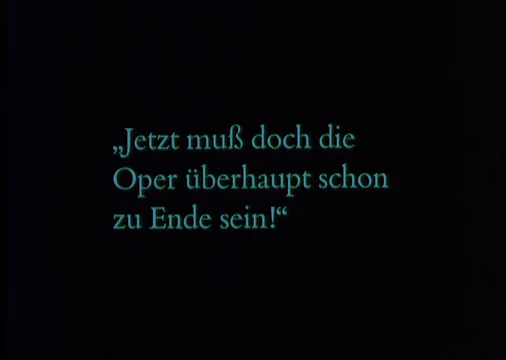 „Jetzt muß doch die
Oper überhaupt schon
zu Ende sein!“